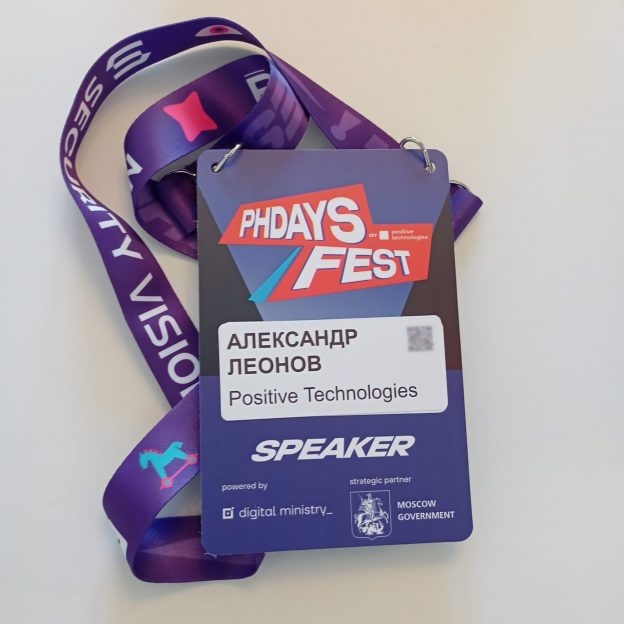 SECURITY VISION
PHDAYS
BY positive technologies
FEST
АЛЕКСАНДР
ЛЕОНОВ
Positive Technologies
SPEAKER
powered by
digital ministry_
strategic partner
MOSCOW
GOVERNMENT